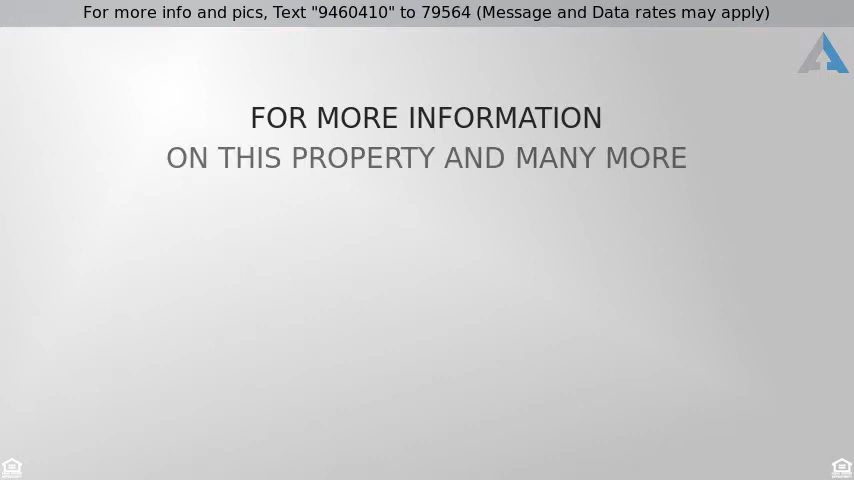 For more info and pics, Text "9460410" to 79564 (Message and Data rates may apply)
FOR MORE INFORMATION
ON THIS PROPERTY AND MANY MORE